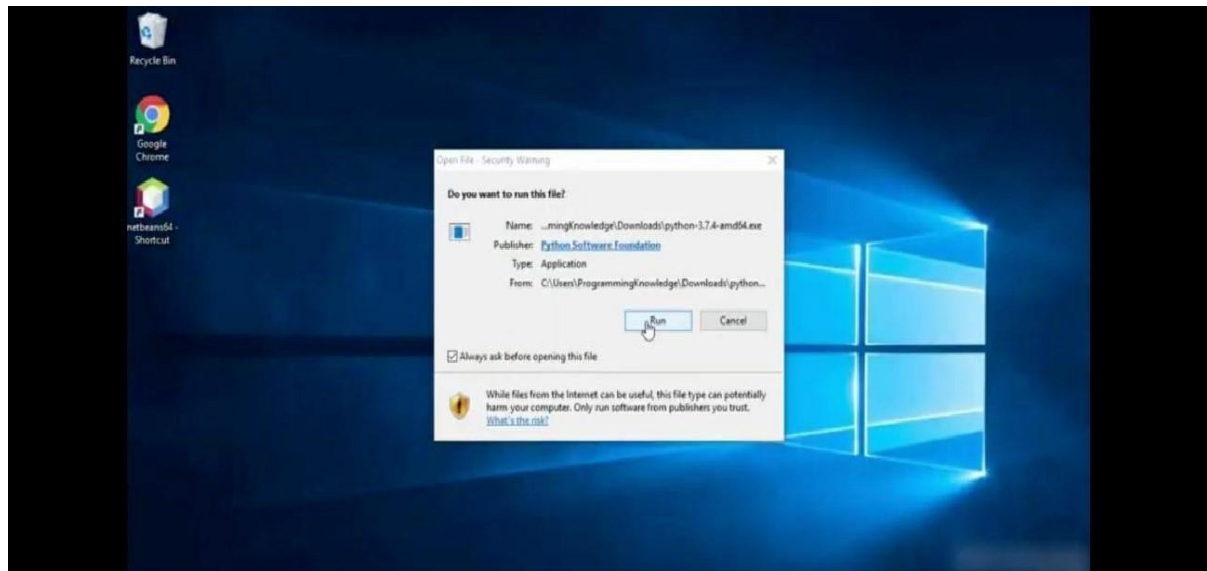 Recycle Bin
Google
Chrome
netbeans64 -
Shortcut
Open File - Security Warning
Do you want to run this file?
Name: ...mingKnowledge\Downloads\python-3.7.4-amd64.exe
Publisher: Python Software Foundation
Type: Application
From: C:\Users\ProgrammingKnowledge\Downloads\python...
Run Cancel
Always ask before opening this file
While files from the Internet can be useful, this file type can potentially
harm your computer. Only run software from publishers you trust.
What's the risk?